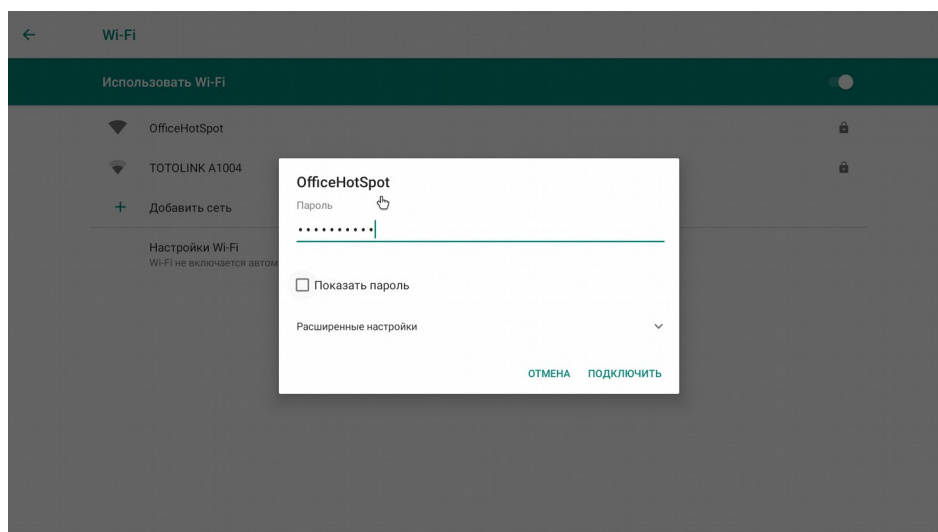 Wi-Fi
Использовать Wi-Fi
OfficeHotSpot
TOTOLINK A1004
Добавить сеть
Настройки Wi-Fi
Wi-Fi не включается автом
OfficeHotSpot
Пароль
••••••••••
Показать пароль
Расширенные настройки
ОТМЕНА ПОДКЛЮЧИТЬ